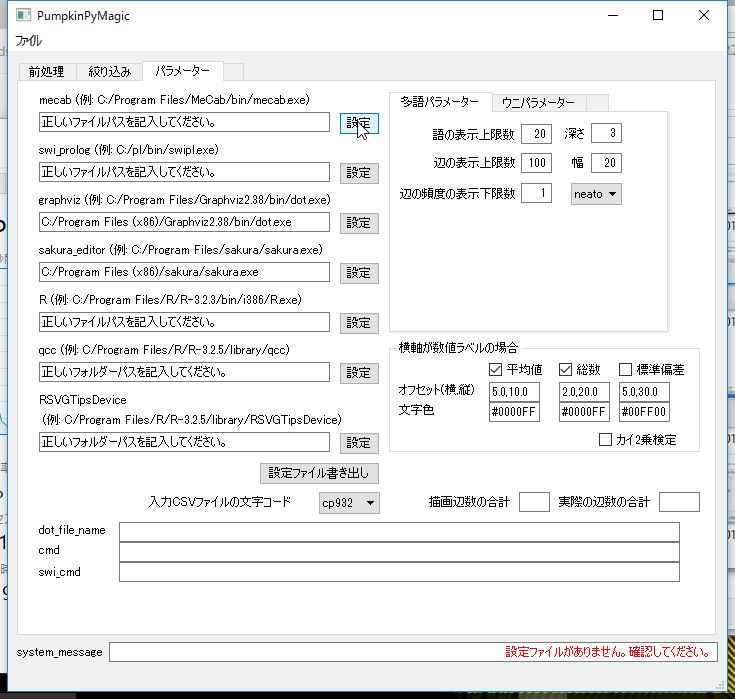 PumpkinPyMagic
ファイル
前処理 絞り込み パラメーター
mecab (例: C:/Program Files/MeCab/bin/mecab.exe)
正しいファイルパスを記入してください。 設定
swi_prolog (例: C:/pl/bin/swipl.exe)
正しいファイルパスを記入してください。 設定
graphviz (例: C:/Program Files/Graphviz2.38/bin/dot.exe)
C:/Program Files (x86)/Graphviz2.38/bin/dot.exe 設定
sakura_editor (例: C:/Program Files/sakura/sakura.exe)
C:/Program Files (x86)/sakura/sakura.exe 設定
R (例: C:/Program Files/R/R-3.2.3/bin/i386/R.exe)
正しいファイルパスを記入してください。 設定
qcc (例: C/Program Files/R/R-3.2.5/library/qcc)
正しいフォルダーパスを記入してください。 設定
RSVGTipsDevice
(例: C/Program Files/R/R-3.2.5/library/RSVGTipsDevice)
正しいフォルダーパスを記入してください。 設定
設定ファイル書き出し
多語パラメーター ウニパラメーター
語の表示上限数 20 深さ 3
辺の表示上限数 100 幅 20
辺の頻度の表示下限数 1 neato
横軸が数値ラベルの場合
平均値 総数 標準偏差
オフセット(横,縦) 5.0,10.0 2.0,20.0 5.0,30.0
文字色 #0000FF #0000FF #00FF00
カイ2乗検定
入力CSVファイルの文字コード cp932 描画辺数の合計 実際の辺数の合計
dot_file_name
cmd
swi_cmd
system_message 設定ファイルがありません。確認してください。